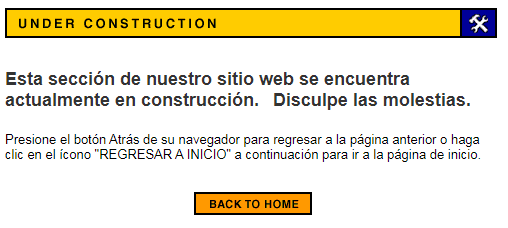 UNDER CONSTRUCTION
Esta sección de nuestro sitio web se encuentra
actualmente en construcción. Disculpe las molestias.
Presione el botón Atrás de su navegador para regresar a la página anterior o haga
clic en el ícono "REGRESAR A INICIO" a continuación para ir a la página de inicio.
BACK TO HOME